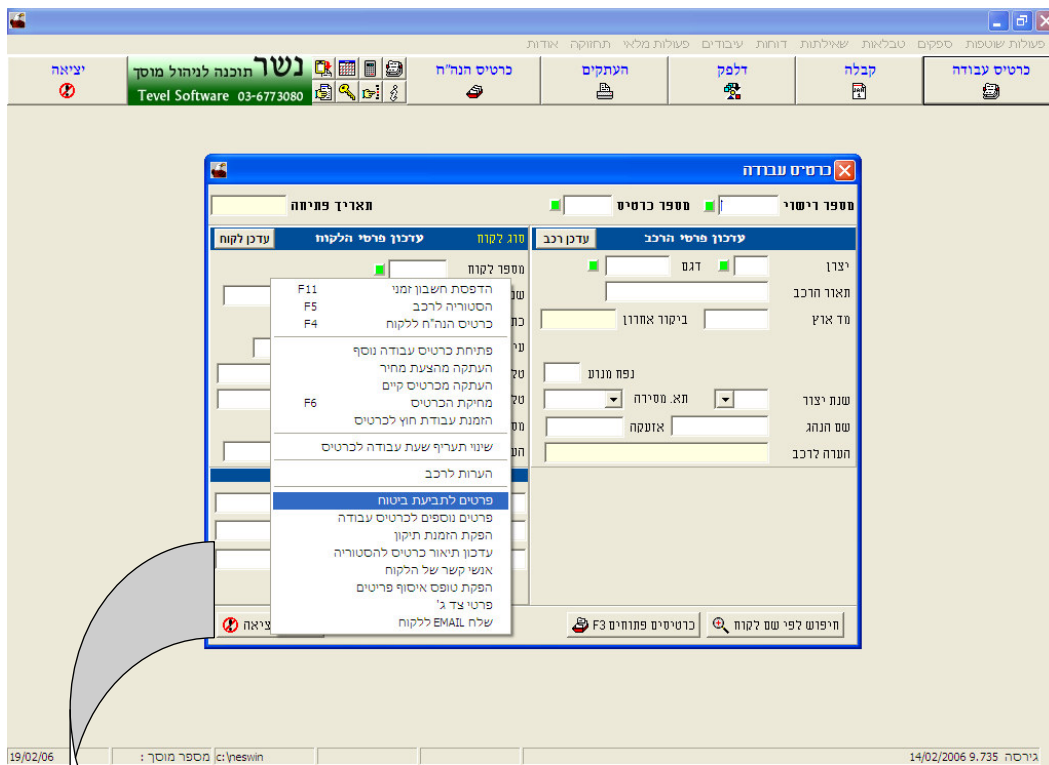 פעולות שוטפות ספקים טבלאות שאילתות דוחות עיבודים פעולות מלאי תחזוקה אודות
כרטיס עבודה
קבלה
דלפק
העתקים
כרטיס הנה"ח
נשר תוכנה לניהול מוסך
Tevel Software 03-6773080
יציאה
כרטיס עבודה
מספר רישוי
מספר כרטיס
תאריך פתיחה
עדכון פרטי הרכב
עדכן רכב
סוג לקוח
עדכון פרטי הלקוח
עדכן לקוח
יצרן
דגם
תאור הרכב
מד אוץ
ביקור אחרון
נפח מנוע
שנת יצור
תא. מסירה
שם הנהג
אזעקה
הערה לרכב
מספר לקוח
הדפסת חשבון זמני F11
הסטוריה לרכב F5
כרטיס הנה"ח ללקוח F4
פתיחת כרטיס עבודה נוסף
העתקה מהצעת מחיר
העתקה מכרטיס קיים
מחיקת הכרטיס F6
הזמנת עבודת חוץ לכרטיס
שינוי תעריף שעת עבודה לכרטיס
הערות לרכב
פרטים לתביעת ביטוח
פרטים נוספים לכרטיס עבודה
הפקת הזמנת תיקון
עדכון תיאור כרטיס להסטוריה
אנשי קשר של הלקוח
הפקת טופס איסוף פריטים
פרטי צד ג'
שלח EMAIL ללקוח
חיפוש לפי שם לקוח
כרטיסים פתוחים F3
יציאה
גירסה 9.735 14/02/2006
c:\neswin
מספר מוסך :
19/02/06